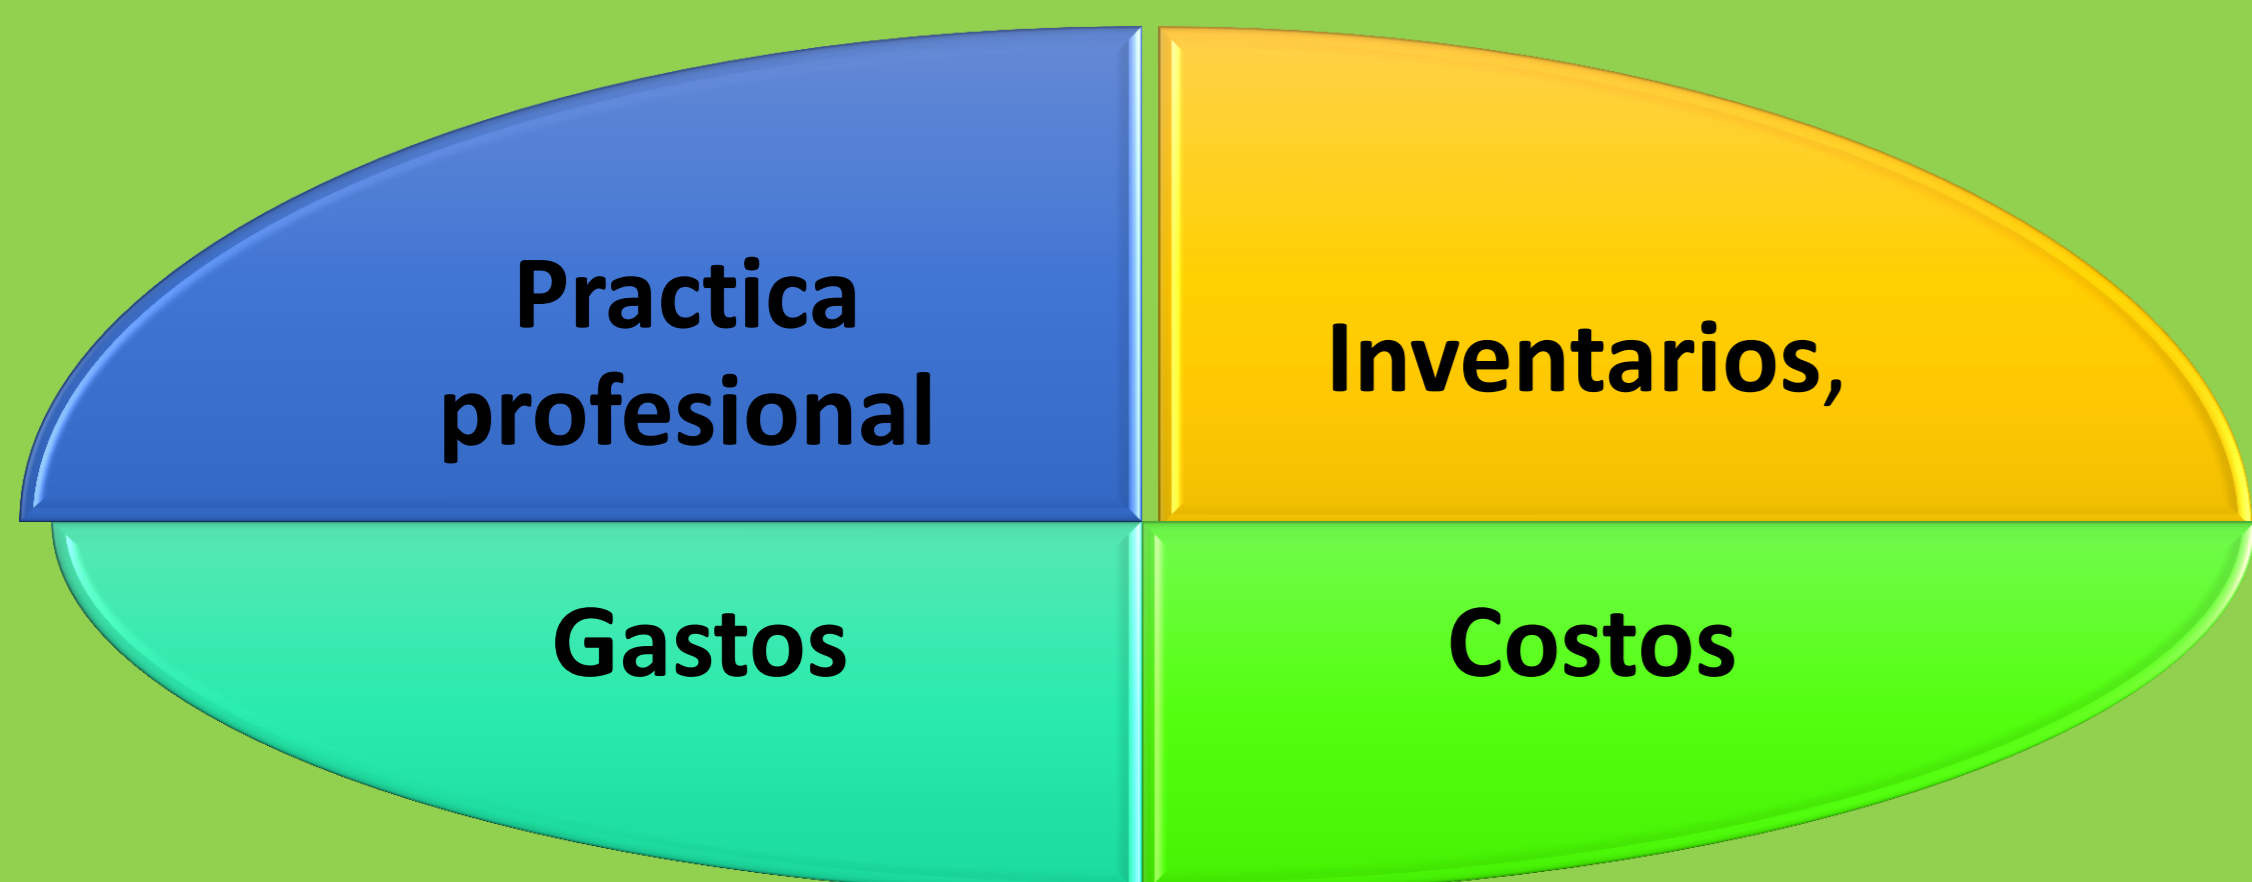 Practica
profesional
Inventarios,
Gastos
Costos